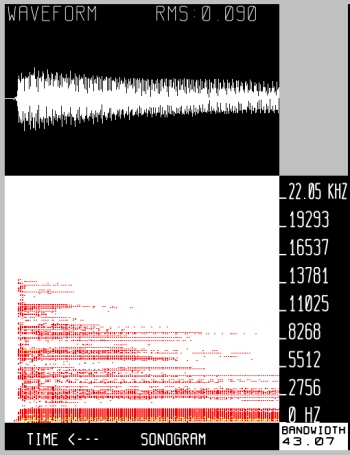 WAVEFORM RMS:0.090
22.05 KHZ
19293
16537
13781
11025
8268
5512
2756
0 HZ
BANDWIDTH
43.07
TIME <--- SONOGRAM